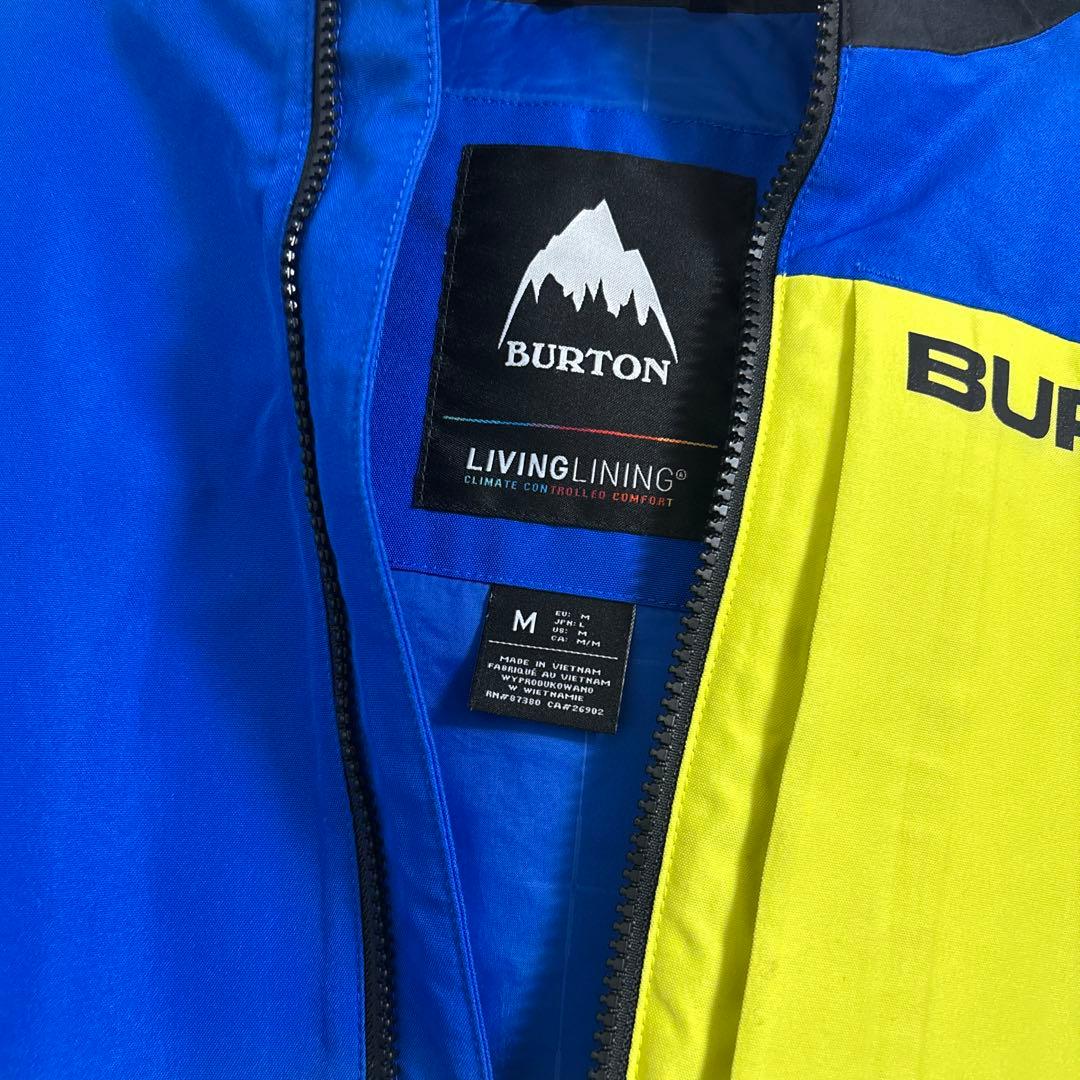 BURTON
LIVINGLINING®
CLIMATE CONTROLLED COMFORT
BUR
M
EU: M
JPN: L
US: M
CA: M/M
MADE IN VIETNAM
FABRIQUÉ AU VIETNAM
WYPRODUKOWANO
W WIETNAMIE
RN#87380 CA#26902